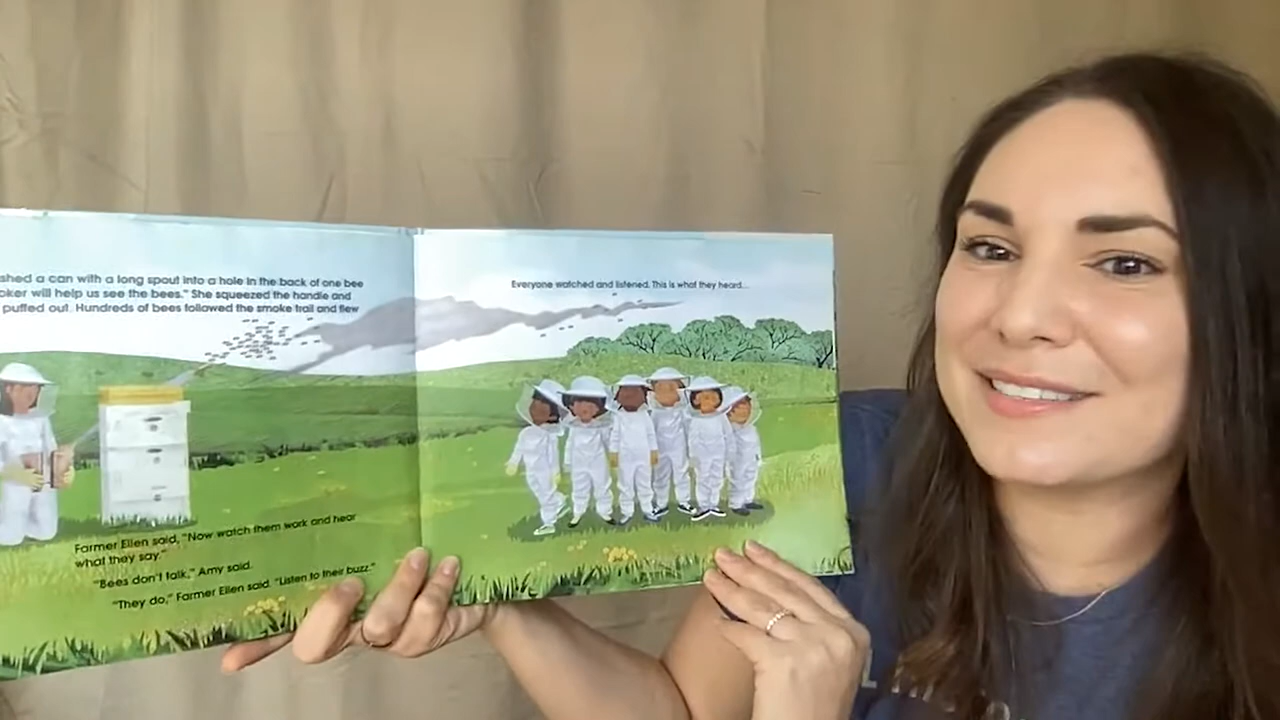 shed a can with a long spout into a hole in the back of one bee
oker will help us see the bees." She squeezed the handle and
puffed out. Hundreds of bees followed the smoke trail and flew
Farmer Ellen said, "Now watch them work and hear
what they say."
"Bees don't talk," Amy said.
"They do," Farmer Ellen said. "Listen to their buzz."
Everyone watched and listened. This is what they heard...